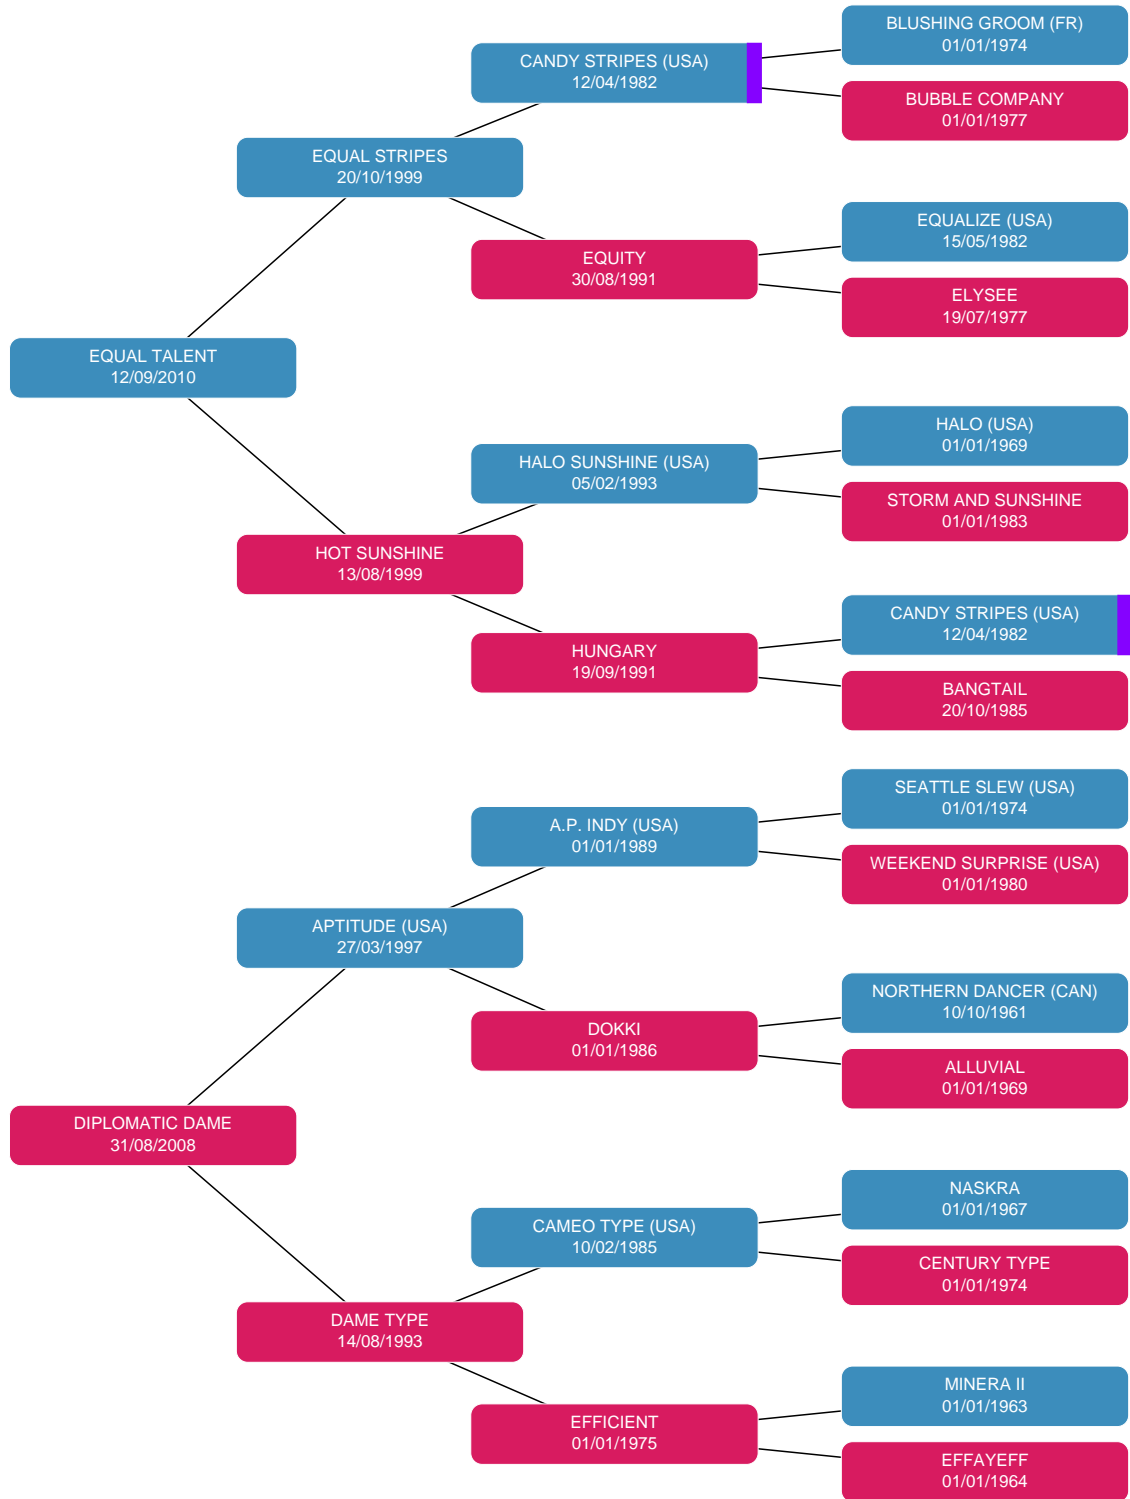 BLUSHING GROOM (FR)
01/01/1974
CANDY STRIPES (USA)
12/04/1982
BUBBLE COMPANY
01/01/1977
EQUAL STRIPES
20/10/1999
EQUALIZE (USA)
15/05/1982
EQUITY
30/08/1991
ELYSEE
19/07/1977
EQUAL TALENT
12/09/2010
HALO (USA)
01/01/1969
HALO SUNSHINE (USA)
05/02/1993
STORM AND SUNSHINE
01/01/1983
HOT SUNSHINE
13/08/1999
CANDY STRIPES (USA)
12/04/1982
HUNGARY
19/09/1991
BANGTAIL
20/10/1985
SEATTLE SLEW (USA)
01/01/1974
A.P. INDY (USA)
01/01/1989
WEEKEND SURPRISE (USA)
01/01/1980
APTITUDE (USA)
27/03/1997
NORTHERN DANCER (CAN)
10/10/1961
DOKKI
01/01/1986
ALLUVIAL
01/01/1969
DIPLOMATIC DAME
31/08/2008
NASKRA
01/01/1967
CAMEO TYPE (USA)
10/02/1985
CENTURY TYPE
01/01/1974
DAME TYPE
14/08/1993
MINERA II
01/01/1963
EFFICIENT
01/01/1975
EFFAYEFF
01/01/1964